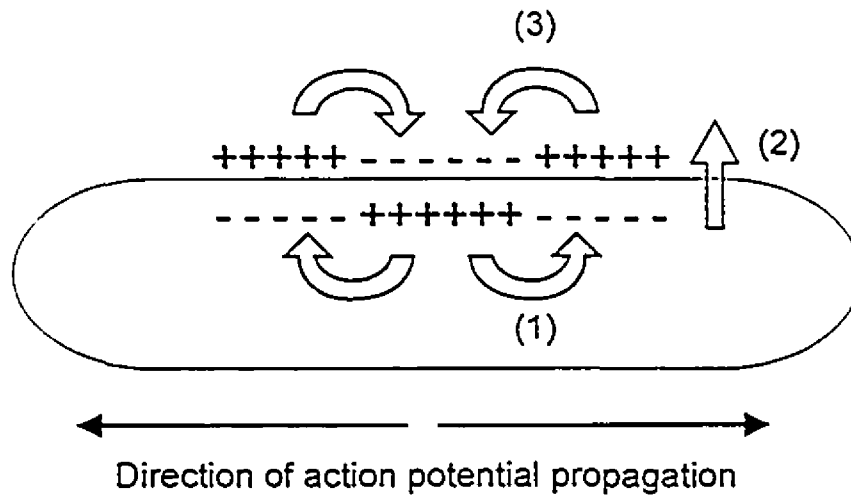 (3)
(2)
+++++ - - - - - +++++
- - - - - ++++++ - - - - -
(1)
Direction of action potential propagation